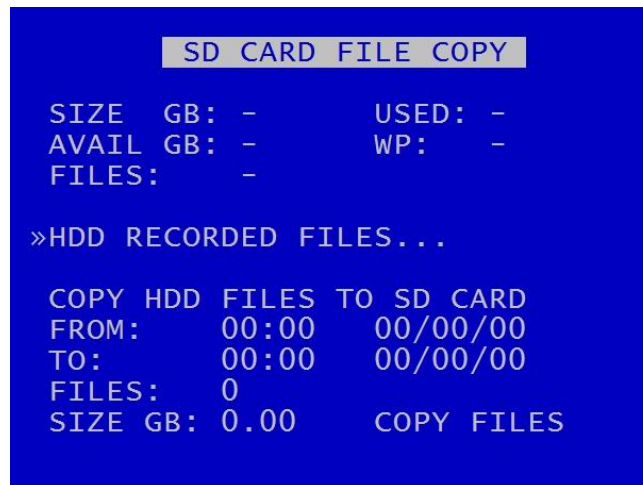 SD CARD FILE COPY
SIZE GB: - USED: -
AVAIL GB: - WP: -
FILES: -
»HDD RECORDED FILES...
COPY HDD FILES TO SD CARD
FROM: 00:00 00/00/00
TO: 00:00 00/00/00
FILES: 0
SIZE GB: 0.00 COPY FILES